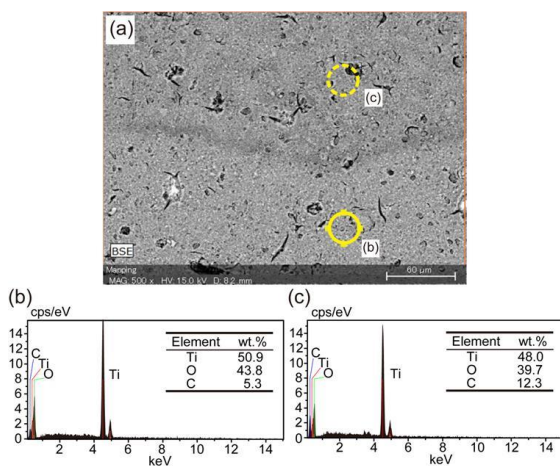 (a)
(c)
(b)
BSE
Mapping
MAG: 500 x HV: 15.0 kV D: 8.2 mm
60 µm
(b)
cps/eV
14
12
10
8
6
4
2
0
C
Ti
O
Ti
Element wt.%
Ti 50.9
O 43.8
C 5.3
2 4 6 8 10 12 14
keV
(c)
cps/eV
14
12
10
8
6
4
2
0
C
Ti
O
Ti
Element wt.%
Ti 48.0
O 39.7
C 12.3
2 4 6 8 10 12 14
keV